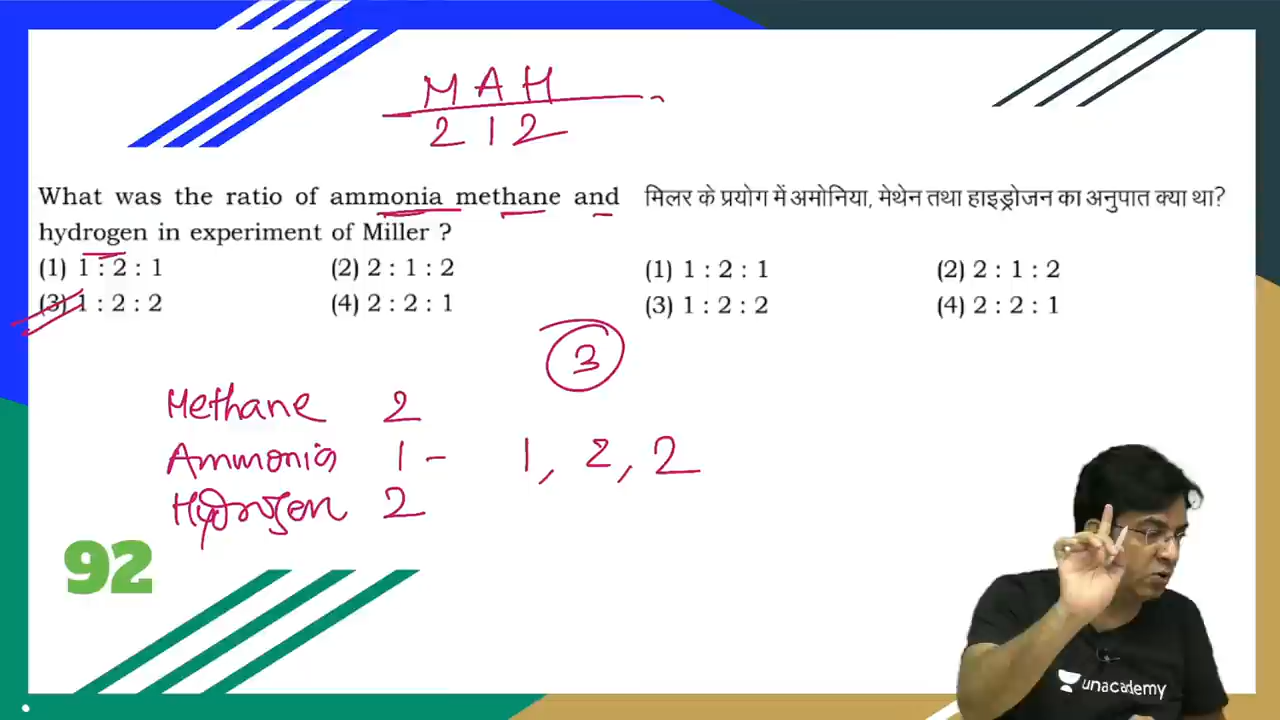 M A H
2 1 2
What was the ratio of ammonia methane and
hydrogen in experiment of Miller ?
(1) 1 : 2 : 1 (2) 2 : 1 : 2
(3) 1 : 2 : 2 (4) 2 : 2 : 1
मिलर के प्रयोग में अमोनिया, मेथेन तथा हाइड्रोजन का अनुपात क्या था?
(1) 1 : 2 : 1 (2) 2 : 1 : 2
(3) 1 : 2 : 2 (4) 2 : 2 : 1
3
Methane 2
Ammonia 1 - 1, 2, 2
Hydrogen 2
92
unacademy